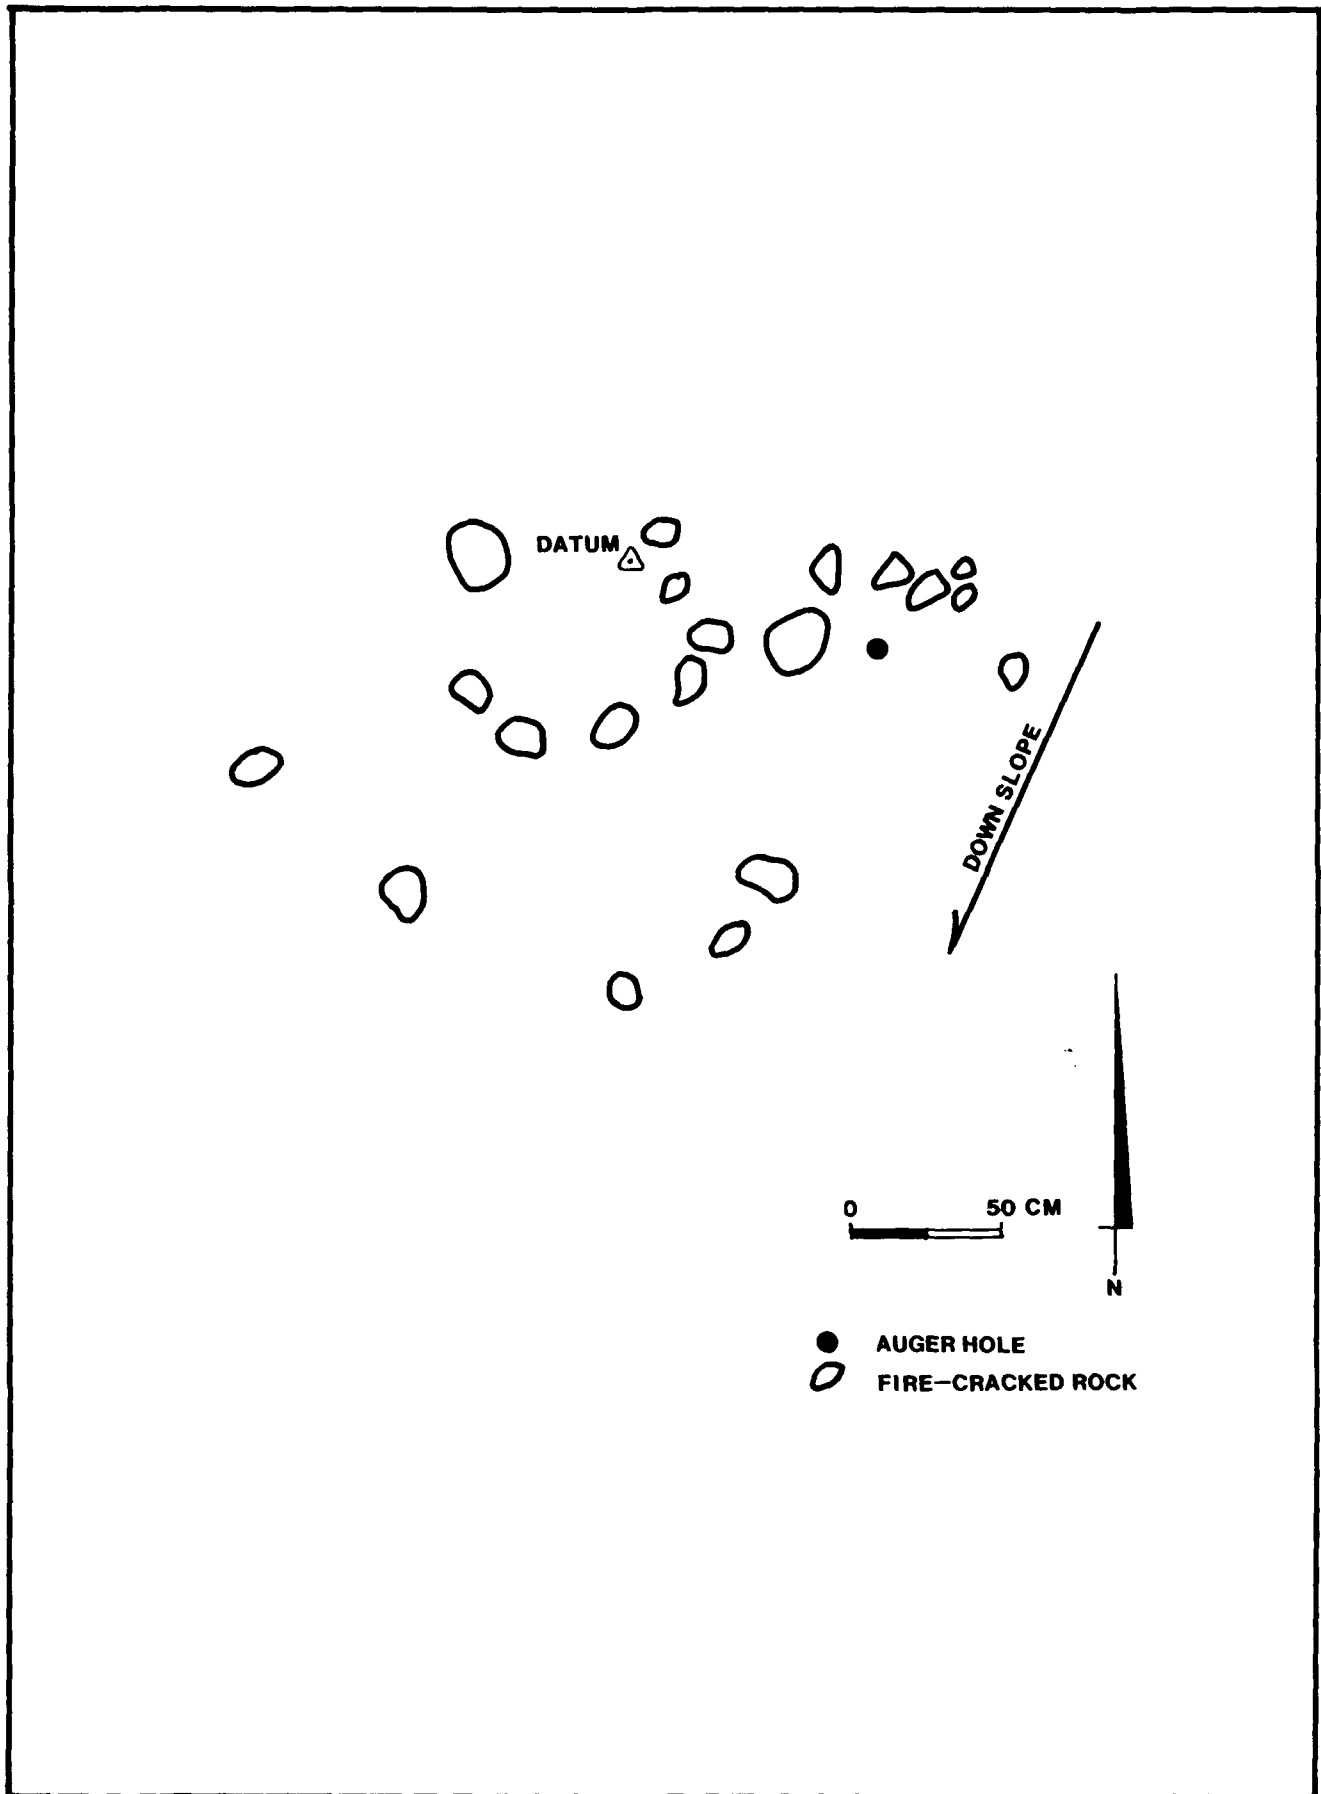 DATUM
DOWN SLOPE
0 50 CM
N
AUGER HOLE
FIRE—CRACKED ROCK